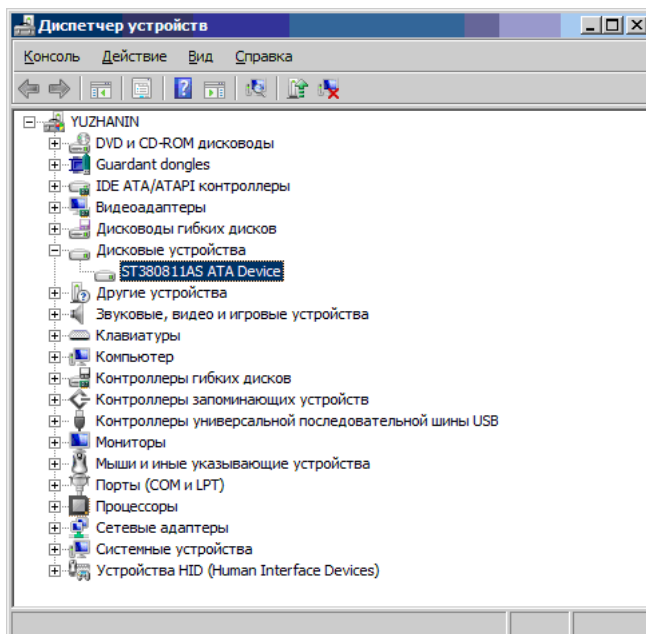 Диспетчер устройств
Консоль Действие Вид Справка
YUZHANIN
DVD и CD-ROM дисководы
Guardant dongles
IDE ATA/ATAPI контроллеры
Видеоадаптеры
Дисководы гибких дисков
Дисковые устройства
ST380811AS ATA Device
Другие устройства
Звуковые, видео и игровые устройства
Клавиатуры
Компьютер
Контроллеры гибких дисков
Контроллеры запоминающих устройств
Контроллеры универсальной последовательной шины USB
Мониторы
Мыши и иные указывающие устройства
Порты (COM и LPT)
Процессоры
Сетевые адаптеры
Системные устройства
Устройства HID (Human Interface Devices)